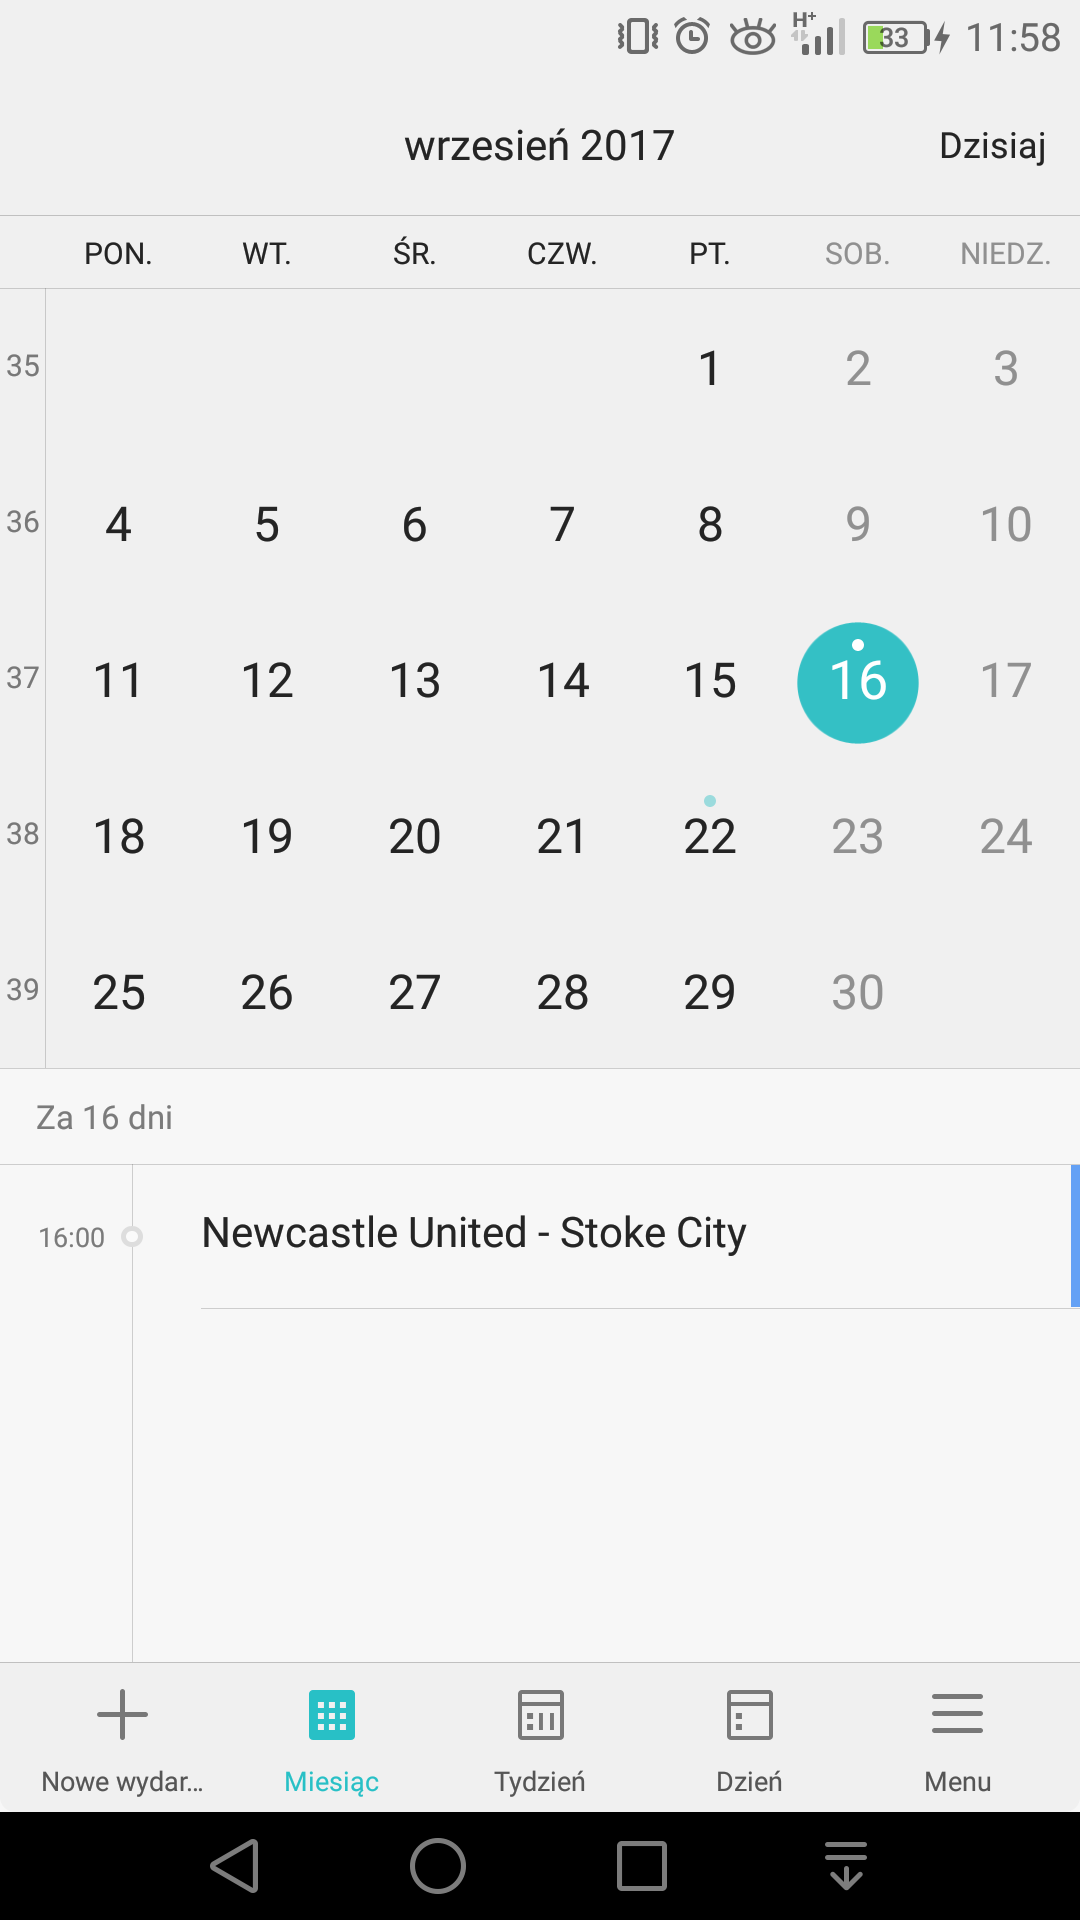 H+ 33 11:58
wrzesień 2017 Dzisiaj
PON. WT. ŚR. CZW. PT. SOB. NIEDZ.
35 1 2 3
36 4 5 6 7 8 9 10
37 11 12 13 14 15 16 17
38 18 19 20 21 22 23 24
39 25 26 27 28 29 30
Za 16 dni
16:00 Newcastle United - Stoke City
Nowe wydar... Miesiąc Tydzień Dzień Menu